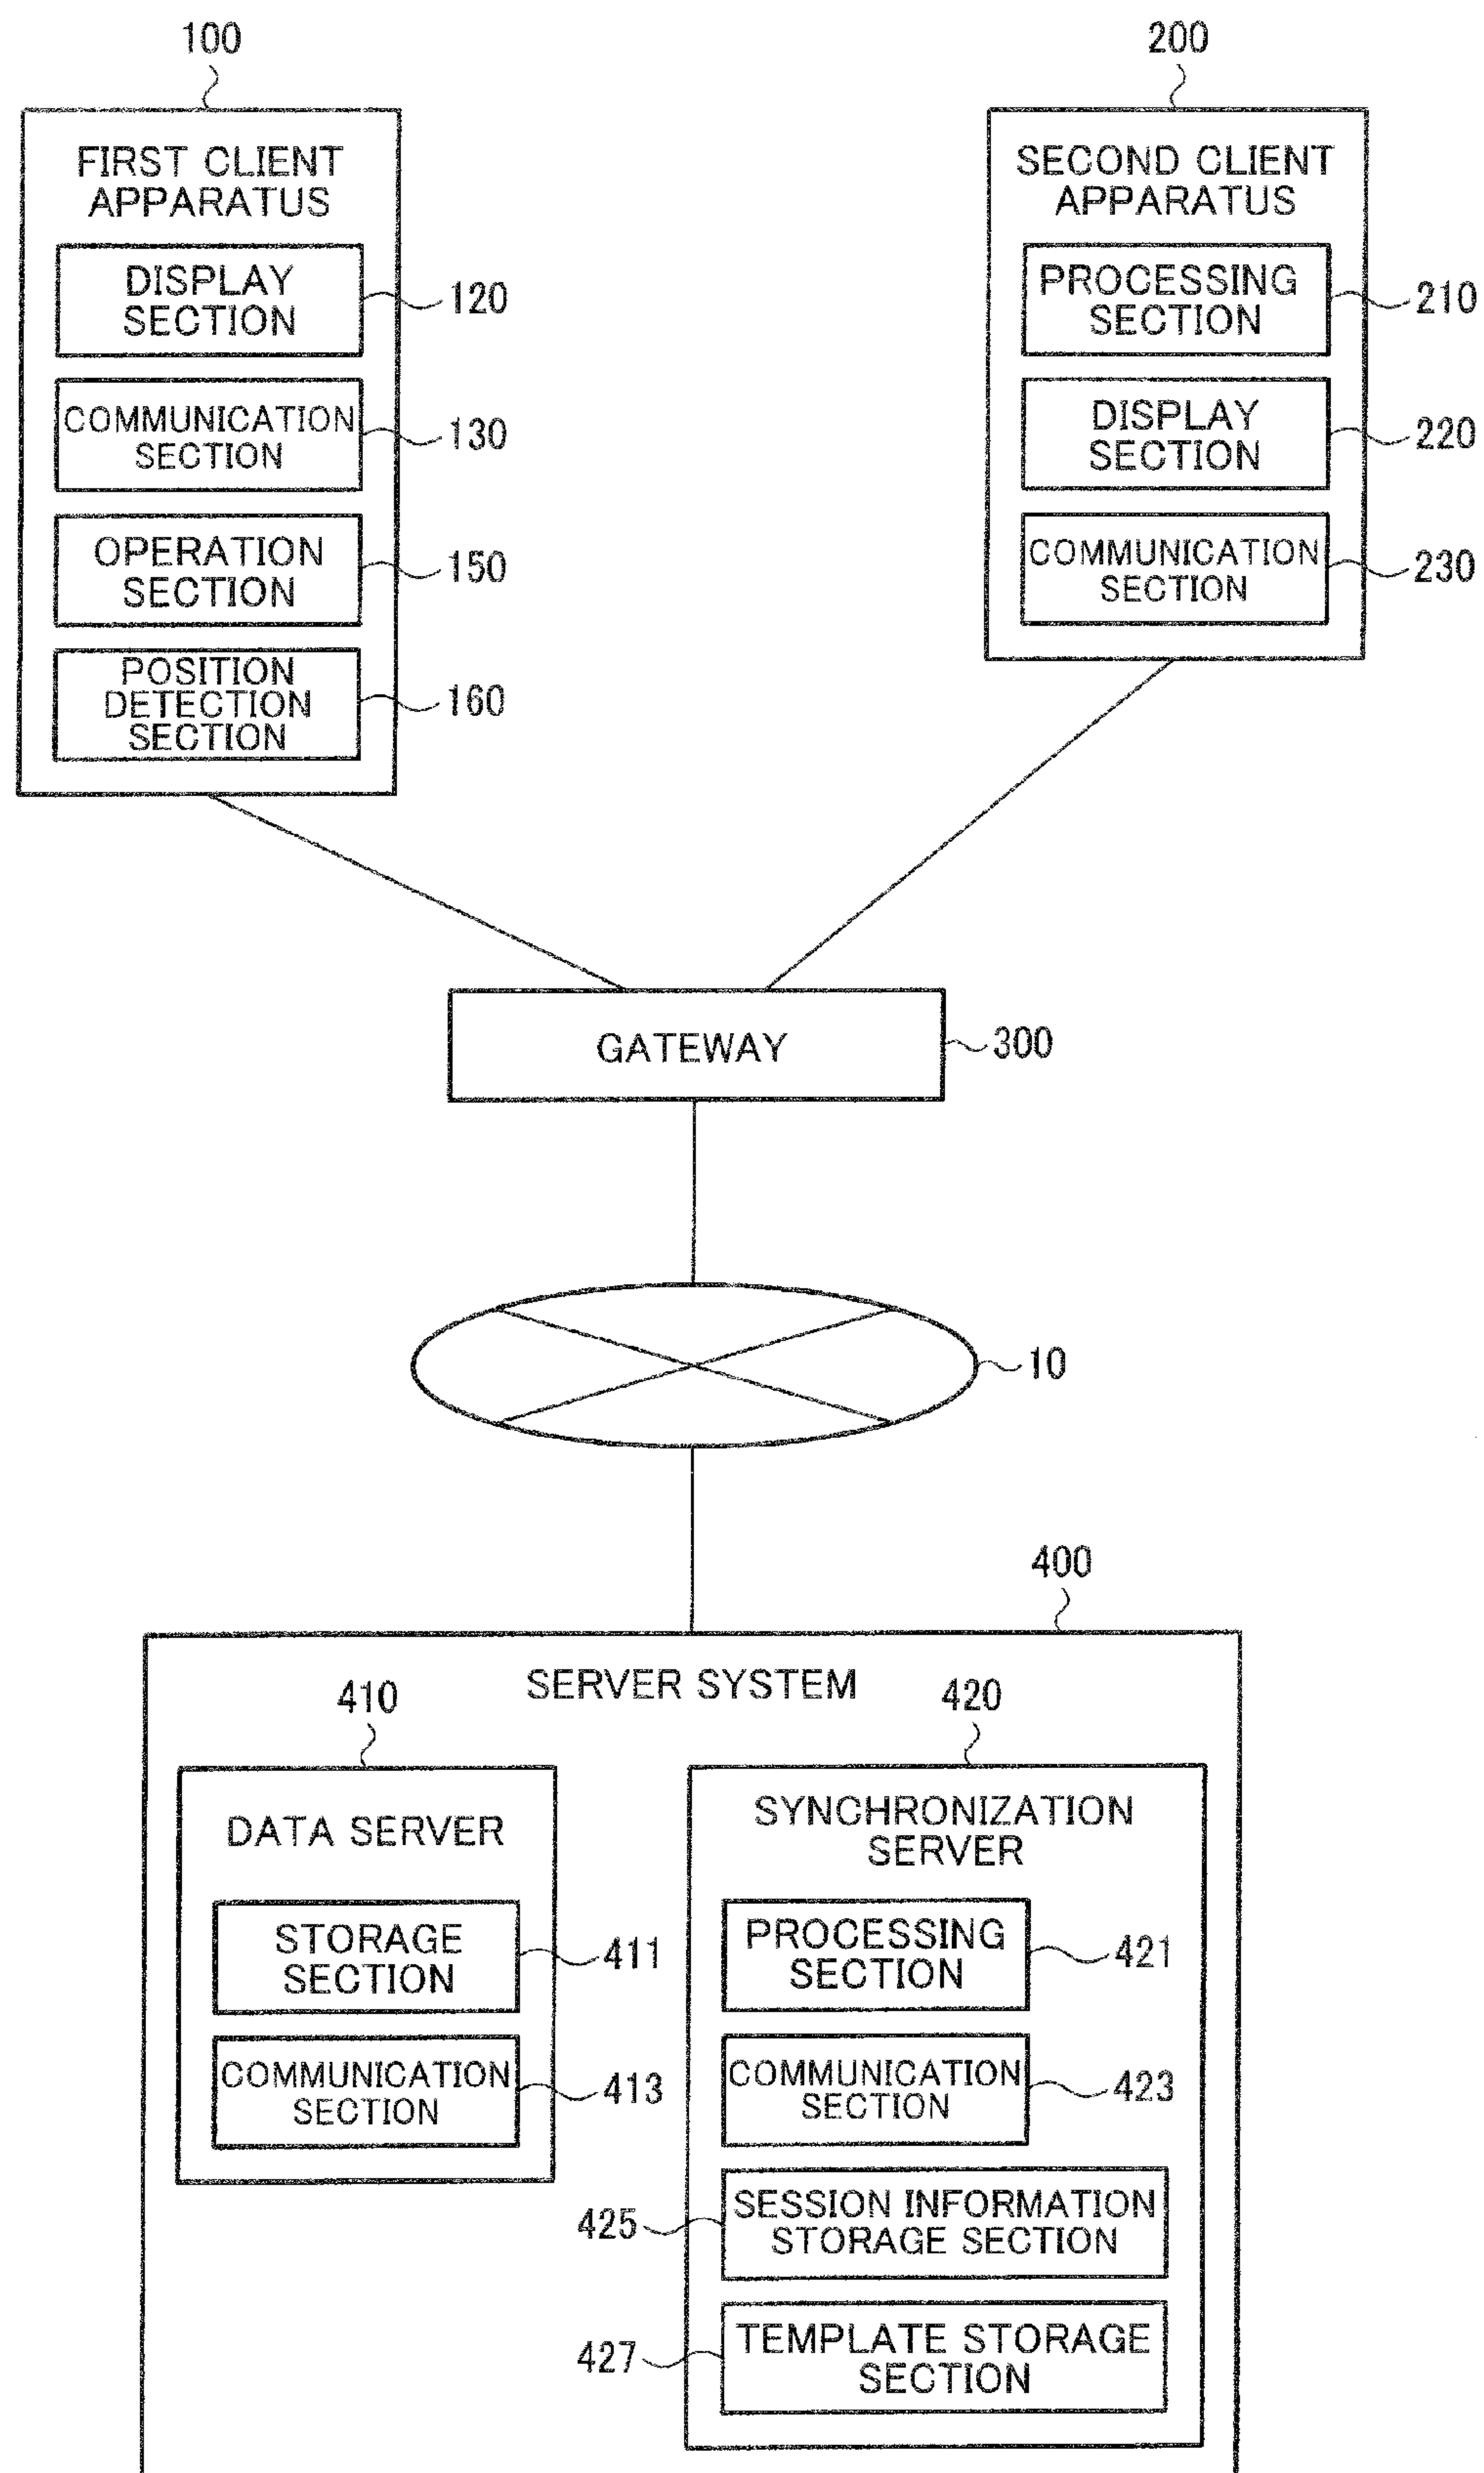 100
FIRST CLIENT
APPARATUS
DISPLAY
SECTION
120
COMMUNICATION
SECTION
130
OPERATION
SECTION
150
POSITION
DETECTION
SECTION
160
200
SECOND CLIENT
APPARATUS
PROCESSING
SECTION
210
DISPLAY
SECTION
220
COMMUNICATION
SECTION
230
GATEWAY
300
10
400
SERVER SYSTEM
410
DATA SERVER
STORAGE
SECTION
411
COMMUNICATION
SECTION
413
420
SYNCHRONIZATION
SERVER
PROCESSING
SECTION
421
COMMUNICATION
SECTION
423
425
SESSION INFORMATION
STORAGE SECTION
427
TEMPLATE STORAGE
SECTION